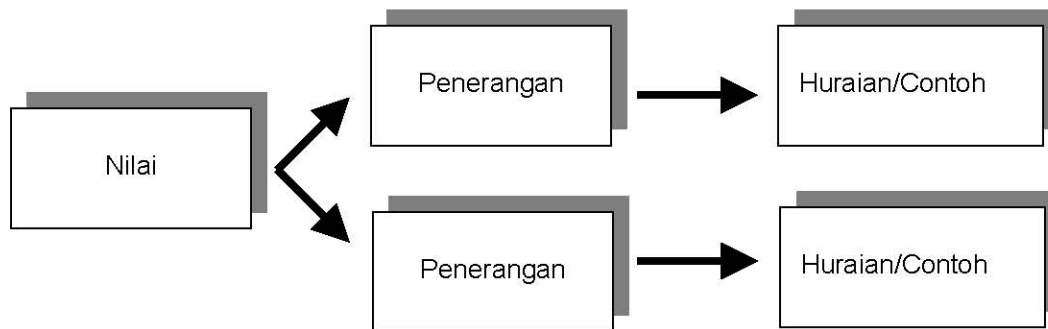 Nilai
Penerangan
Huraian/Contoh
Penerangan
Huraian/Contoh